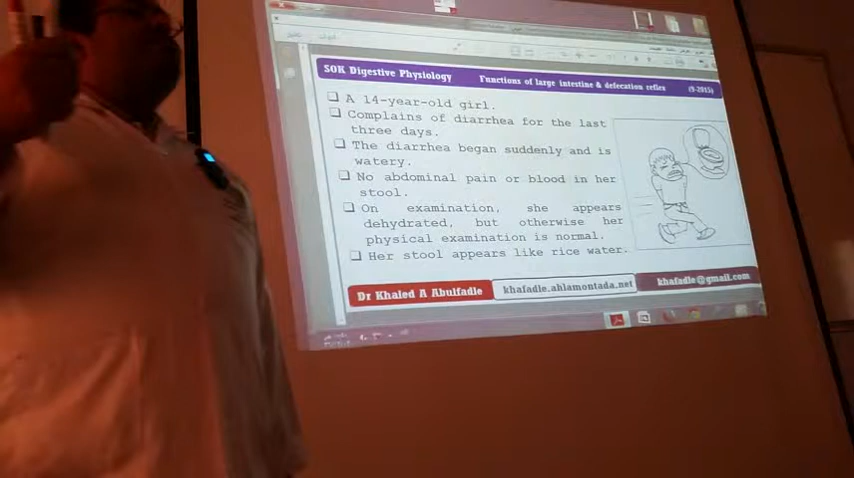 SOK Digestive Physiology Functions of large intestine & defecation reflex (9-2015)
❑ A 14-year-old girl.
❑ Complains of diarrhea for the last
three days.
❑ The diarrhea began suddenly and is
watery.
❑ No abdominal pain or blood in her
stool.
❑ On examination, she appears
dehydrated, but otherwise her
physical examination is normal.
❑ Her stool appears like rice water.
Dr Khaled A Abulfadle khafadle.ahlamontada.net khafadle@gmail.com